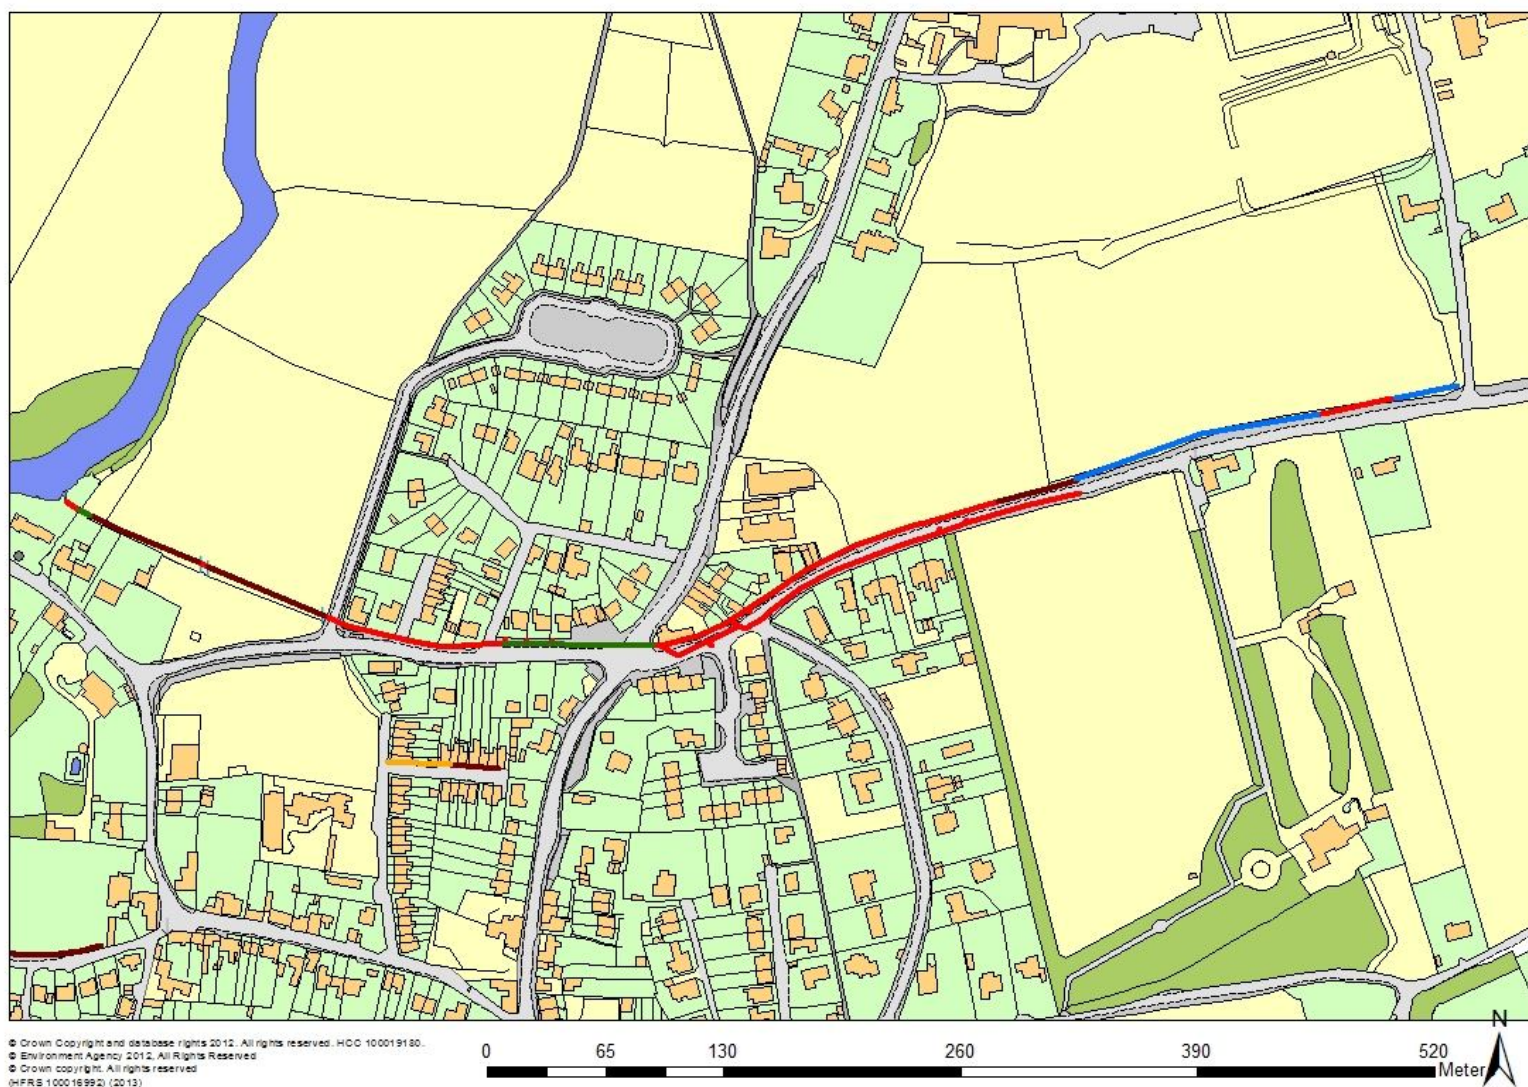 © Crown Copyright and database rights 2012. All rights reserved. HCC 100019180.
© Environment Agency 2012, All Rights Reserved
© Crown copyright. All rights reserved
(HFRS 100016992) (2013)
0 65 130 260 390 520
Meter
N